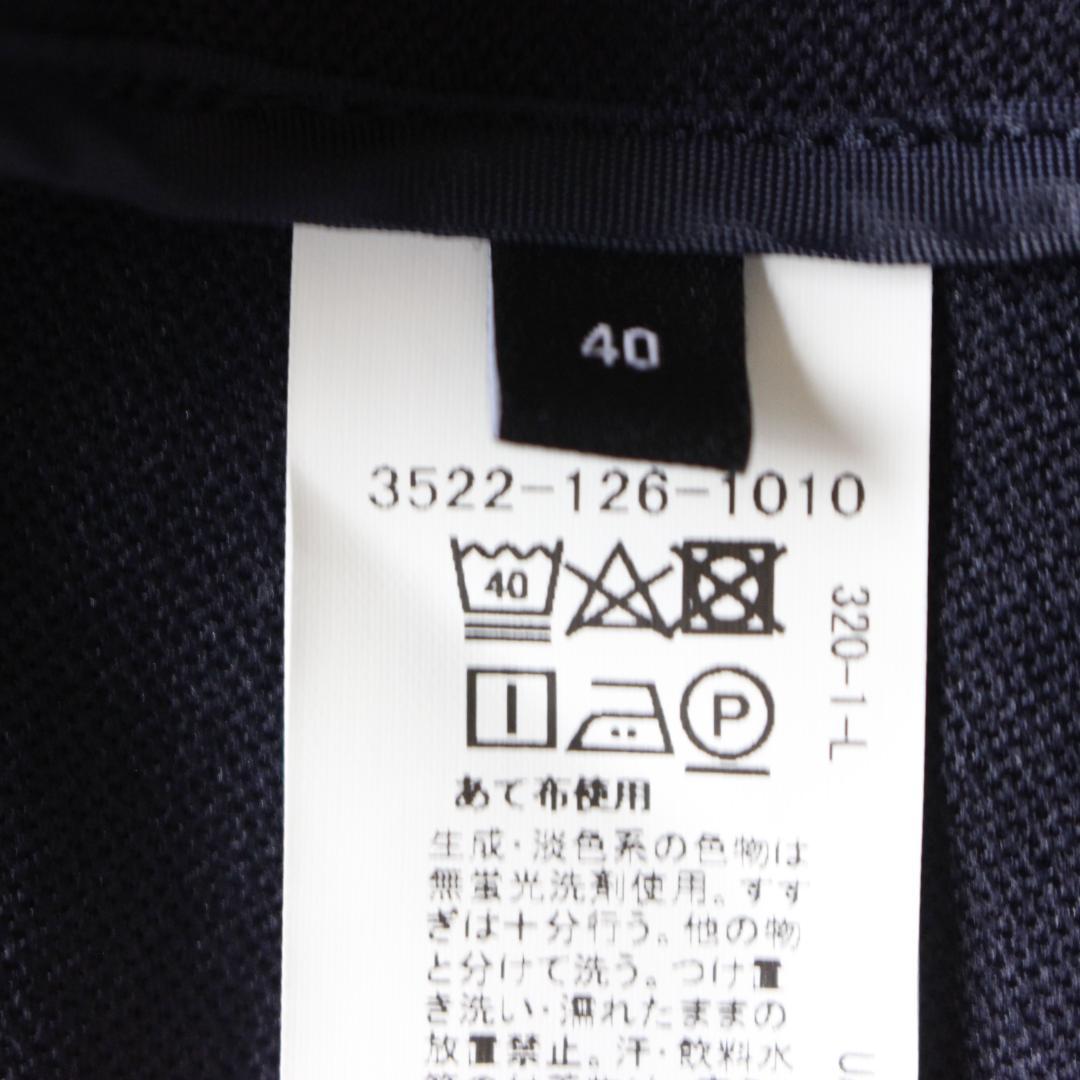 40
3522-126-1010
40
P
320-1-L
あて布使用
生成・淡色系の色物は
無蛍光洗剤使用。すす
ぎは十分行う。他の物
と分けて洗う。つけ置
き洗い・濡れたままの
放置禁止。汗・飲料水